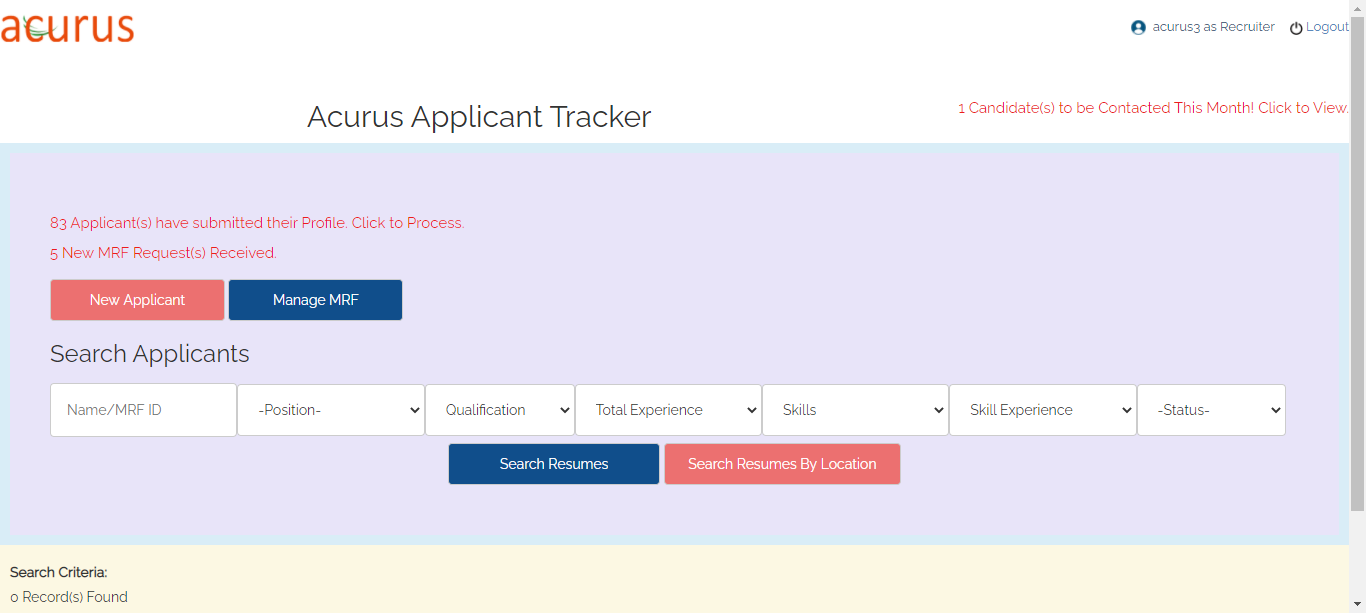 acurus
acurus3 as Recruiter Logout
Acurus Applicant Tracker
1 Candidate(s) to be Contacted This Month! Click to View.
83 Applicant(s) have submitted their Profile. Click to Process.
5 New MRF Request(s) Received.
New Applicant Manage MRF
Search Applicants
Name/MRF ID -Position- Qualification Total Experience Skills Skill Experience -Status-
Search Resumes Search Resumes By Location
Search Criteria:
0 Record(s) Found